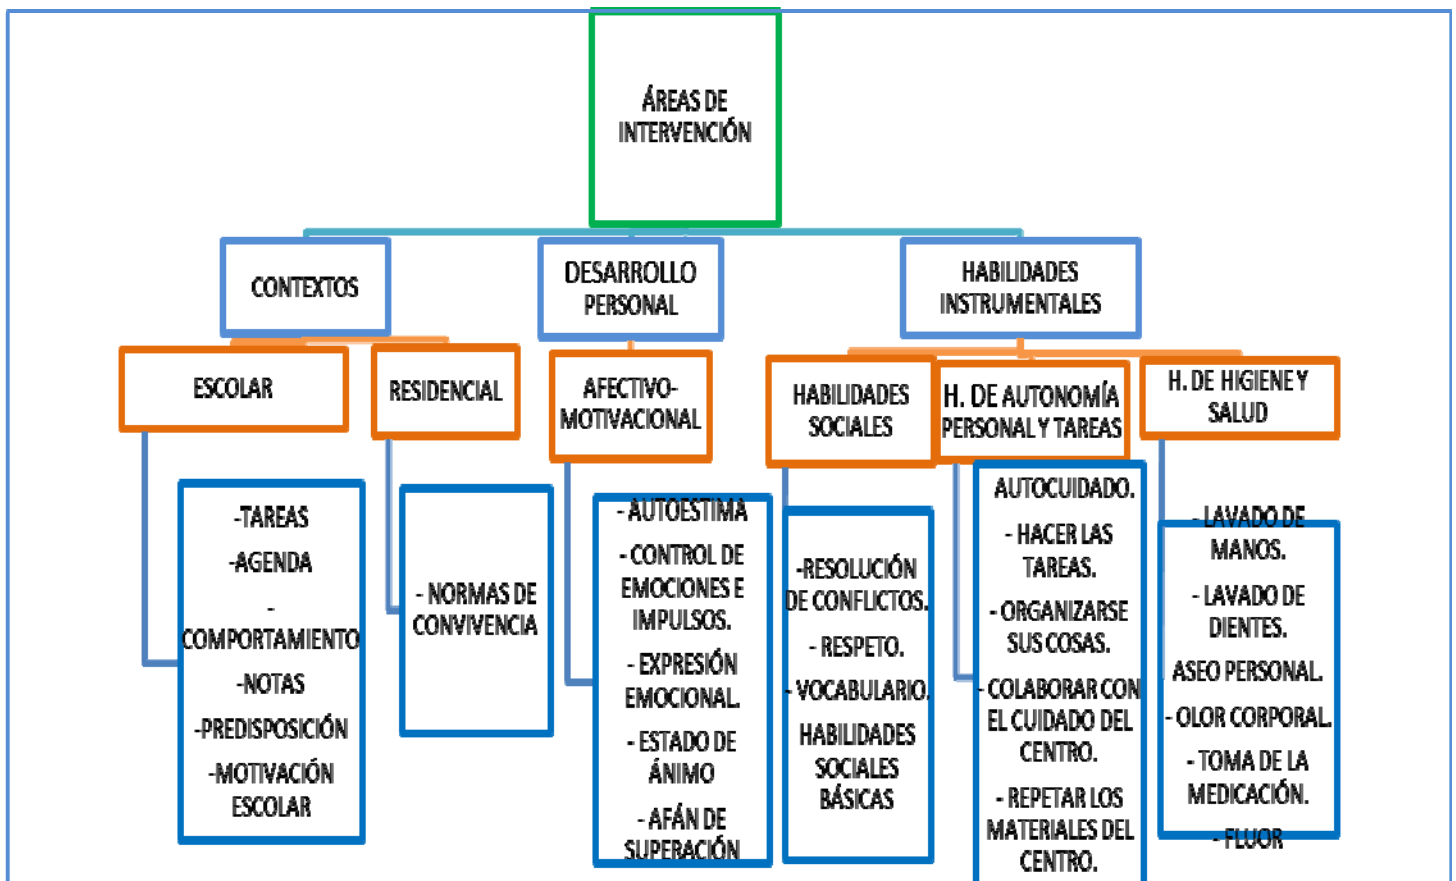 ÁREAS DE
INTERVENCIÓN
CONTEXTOS
DESARROLLO
PERSONAL
HABILIDADES
INSTRUMENTALES
ESCOLAR
RESIDENCIAL
AFECTIVO-
MOTIVACIONAL
HABILIDADES
SOCIALES
H. DE AUTONOMÍA
PERSONAL Y TAREAS
H. DE HIGIENE Y
SALUD
-TAREAS
-AGENDA
-
COMPORTAMIENTO
-NOTAS
-PREDISPOSICIÓN
-MOTIVACIÓN
ESCOLAR
- NORMAS DE
CONVIVENCIA
- AUTOESTIMA
- CONTROL DE
EMOCIONES E
IMPULSOS.
- EXPRESIÓN
EMOCIONAL.
- ESTADO DE
ÁNIMO
- AFÁN DE
SUPERACIÓN
-RESOLUCIÓN
DE CONFLICTOS.
- RESPETO.
- VOCABULARIO.
HABILIDADES
SOCIALES
BÁSICAS
AUTOCUIDADO.
- HACER LAS
TAREAS.
- ORGANIZARSE
SUS COSAS.
- COLABORAR CON
EL CUIDADO DEL
CENTRO.
- REPETAR LOS
MATERIALES DEL
CENTRO.
- LAVADO DE
MANOS.
- LAVADO DE
DIENTES.
ASEO PERSONAL.
- OLOR CORPORAL.
- TOMA DE LA
MEDICACIÓN.
- FLUOR